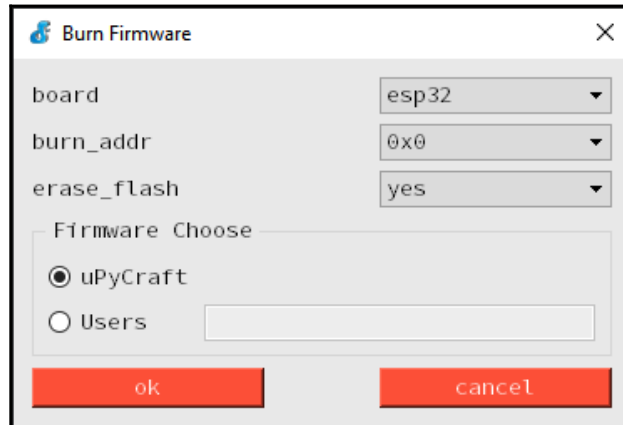 Burn Firmware
board esp32
burn_addr 0x0
erase_flash yes
Firmware Choose
uPyCraft
Users
ok cancel